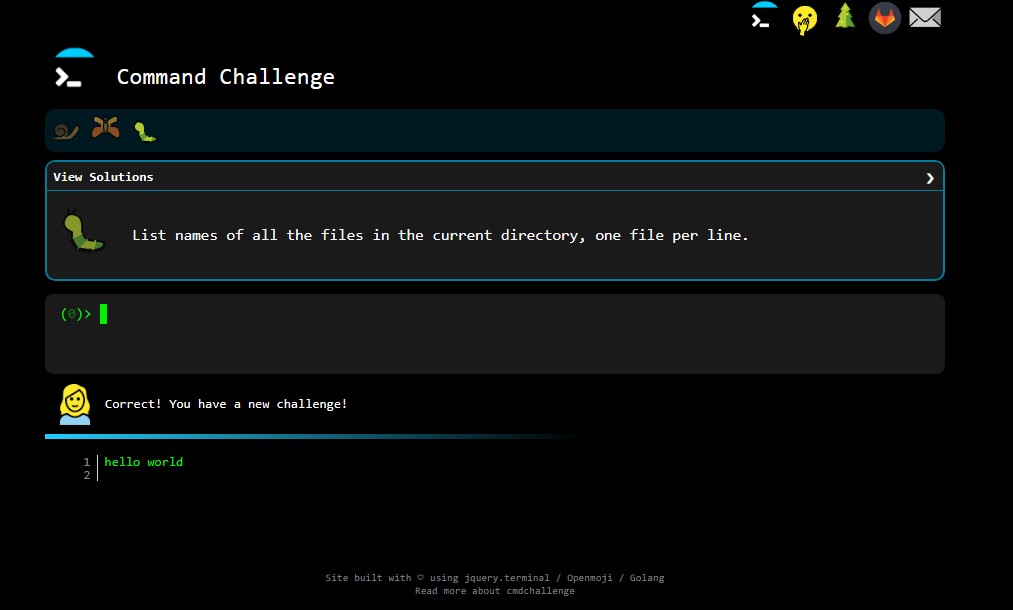 Command Challenge
View Solutions
List names of all the files in the current directory, one file per line.
(0)>
Correct! You have a new challenge!
1 hello world
2
Site built with ♡ using jquery.terminal / Openmoji / Golang
Read more about cmdchallenge